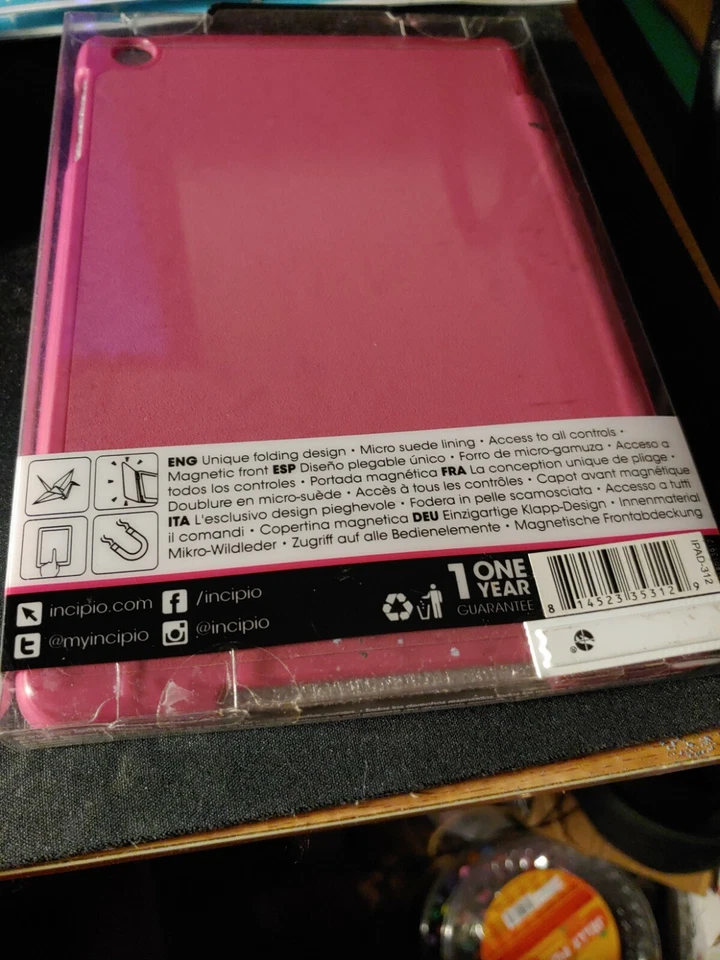 ENG Unique folding design • Micro suede lining • Access to all controls •
Magnetic front ESP Diseño plegable único • Forro de micro-gamuza • Acceso a
todos los controles • Portada magnética FRA La conception unique de pliage •
Doublure en micro-suède • Accès à tous les contrôles • Capot avant magnétique
ITA L'esclusivo design pieghevole • Fodera in pelle scamosciata • Accesso a tutti
il comandi • Copertina magnetica DEU Einzigartige Klapp-Design • Innenmaterial
Mikro-Wildleder • Zugriff auf alle Bedienelemente • Magnetische Frontabdeckung
incipio.com
/incipio
@myincipio
@incipio
1 ONE
YEAR
GUARANTEE
IPAD-312
8 14523 35312 9
®